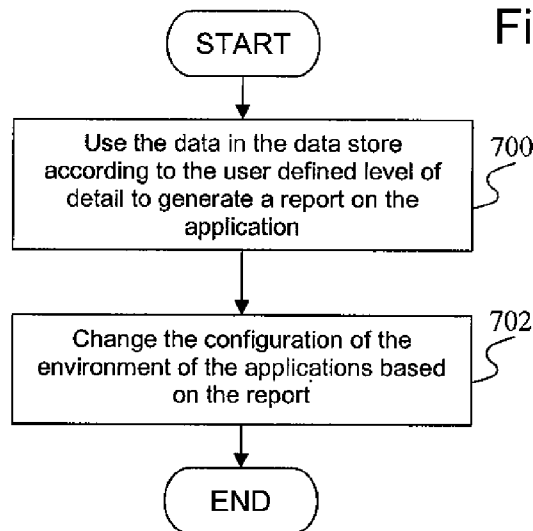 Fi
START
Use the data in the data store
according to the user defined level of
detail to generate a report on the
application
700
Change the configuration of the
environment of the applications based
on the report
702
END